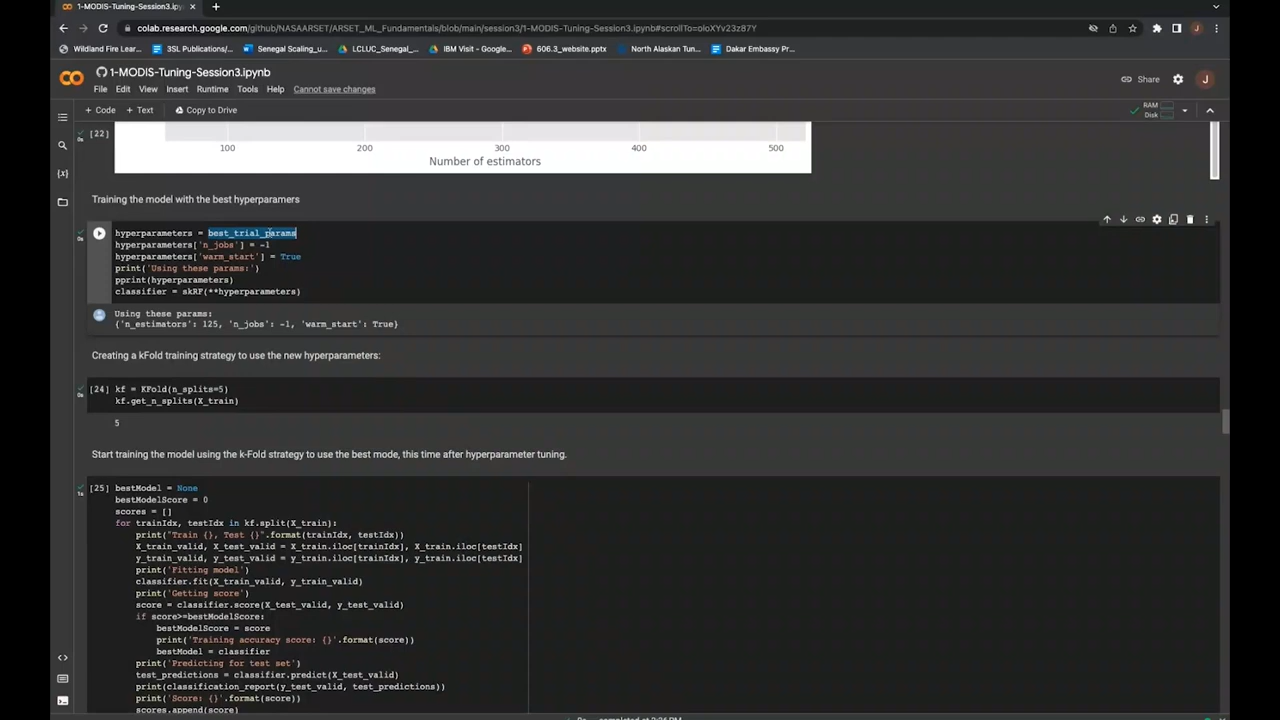 1-MODIS-Tuning-Session3.ipyn
colab.research.google.com/github/NASAARSET/ARSET_ML_Fundamentals/blob/main/session3/1-MODIS-Tuning-Session3.ipynb#scrollTo=oIoXYv23z87Y
Wildland Fire Lear... 3SL Publications/... Senegal Scaling_u... LCLUC_Senegal_... IBM Visit - Google... 606.3_website.pptx North Alaskan Tun... Dakar Embassy Pr...
1-MODIS-Tuning-Session3.ipynb
File Edit View Insert Runtime Tools Help Cannot save changes
Share J
+ Code + Text Copy to Drive
RAM
Disk
[22]
100 200 300 400 500
Number of estimators
Training the model with the best hyperparamers
hyperparameters = best_trial_params
hyperparameters['n_jobs'] = -1
hyperparameters['warm_start'] = True
print('Using these params:')
pprint(hyperparameters)
classifier = skRF(**hyperparameters)
Using these params:
{'n_estimators': 125, 'n_jobs': -1, 'warm_start': True}
Creating a kFold training strategy to use the new hyperparameters:
[24] kf = KFold(n_splits=5)
kf.get_n_splits(X_train)
5
Start training the model using the k-Fold strategy to use the best mode, this time after hyperparameter tuning.
[25] bestModel = None
bestModelScore = 0
scores = []
for trainIdx, testIdx in kf.split(X_train):
print("Train {}, Test {}".format(trainIdx, testIdx))
X_train_valid, X_test_valid = X_train.iloc[trainIdx], X_train.iloc[testIdx]
y_train_valid, y_test_valid = y_train.iloc[trainIdx], y_train.iloc[testIdx]
print('Fitting model')
classifier.fit(X_train_valid, y_train_valid)
print('Getting score')
score = classifier.score(X_test_valid, y_test_valid)
if score>=bestModelScore:
bestModelScore = score
print('Training accuracy score: {}'.format(score))
bestModel = classifier
print('Predicting for test set')
test_predictions = classifier.predict(X_test_valid)
print(classification_report(y_test_valid, test_predictions))
print('Score: {}'.format(score))
scores.append(score)